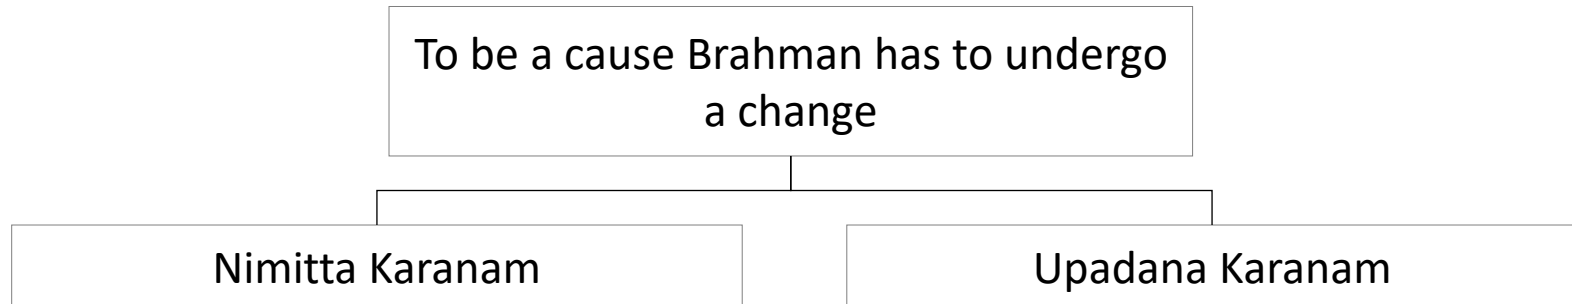 To be a cause Brahman has to undergo
a change
Nimitta Karanam
Upadana Karanam